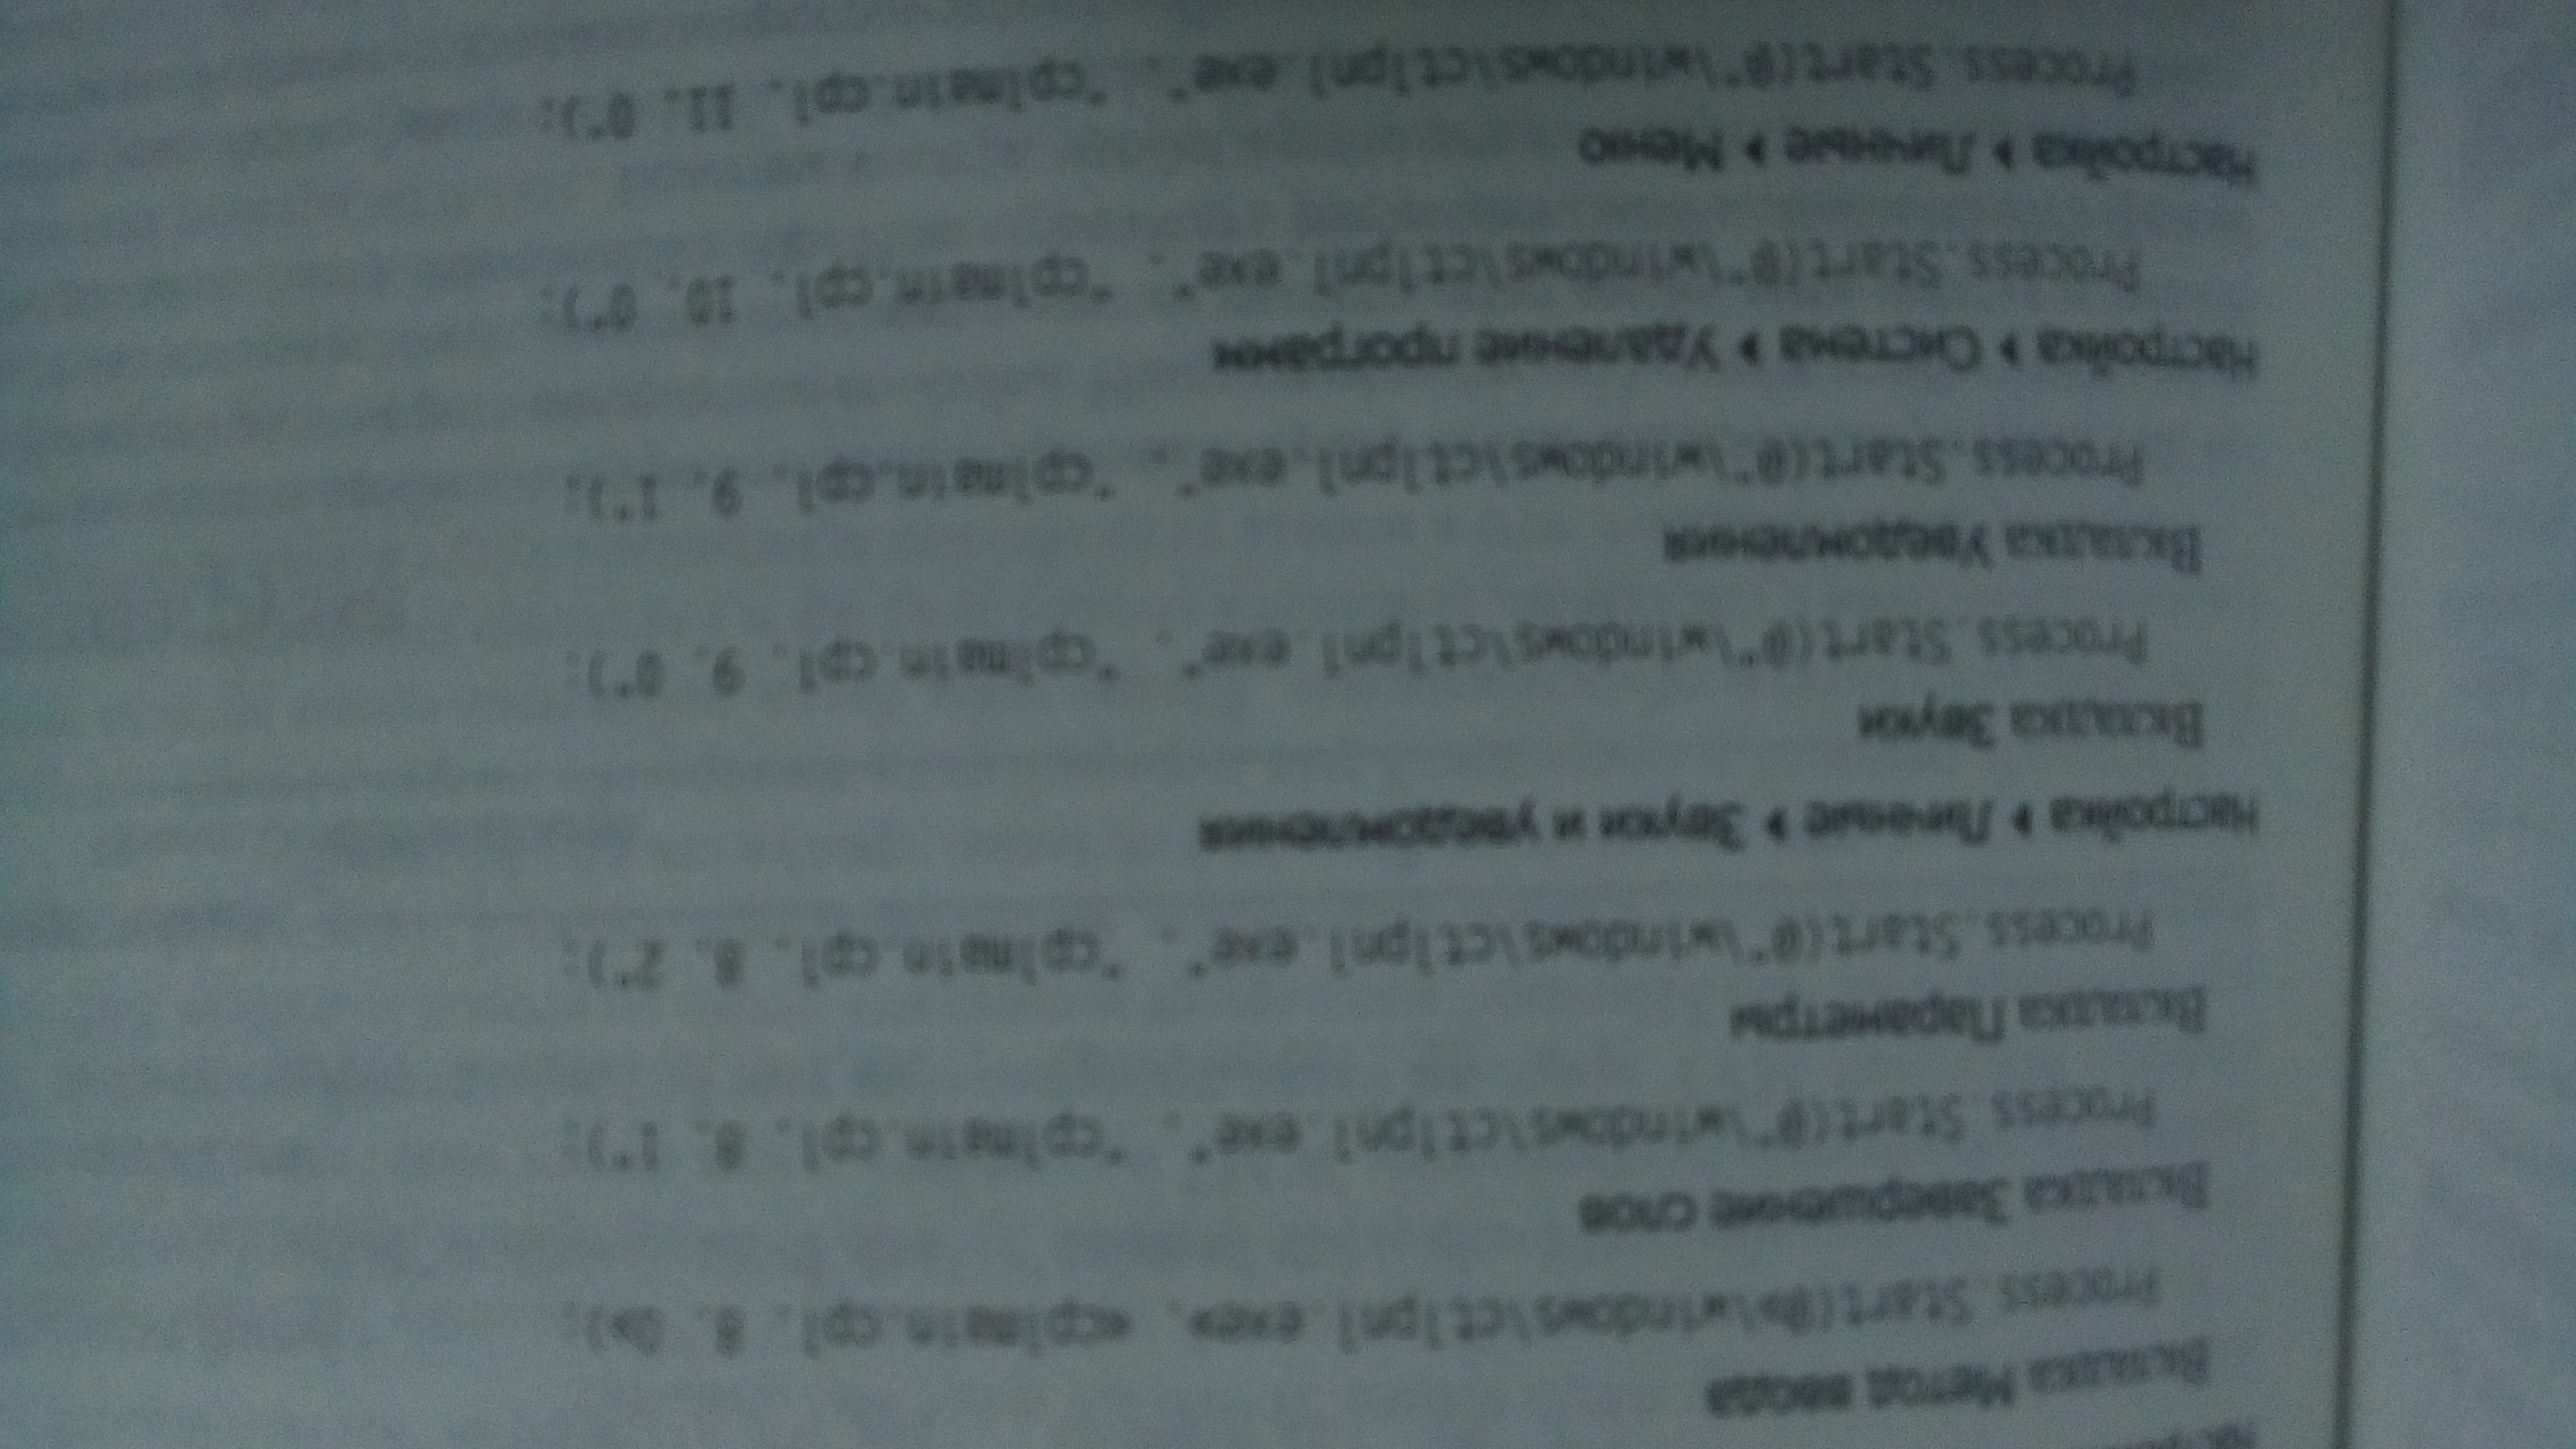 Вкладка Метод ввода
Process.Start(@»\windows\ctlpnl.exe», «cplmain.cpl, 8, 0»);
Вкладка Завершение слов
Process.Start(@"\windows\ctlpnl.exe", "cplmain.cpl, 8, 1");
Вкладка Параметры
Process.Start(@"\windows\ctlpnl.exe", "cplmain.cpl, 8, 2");
Настройка ▸ Личные ▸ Звуки и уведомления
Вкладка Звуки
Process.Start(@"\windows\ctlpnl.exe", "cplmain.cpl, 9, 0");
Вкладка Уведомления
Process.Start(@"\windows\ctlpnl.exe", "cplmain.cpl, 9, 1");
Настройка ▸ Система ▸ Удаление программ
Process.Start(@"\windows\ctlpnl.exe", "cplmain.cpl, 10, 0");
Настройка ▸ Личные ▸ Меню
Process.Start(@"\windows\ctlpnl.exe", "cplmain.cpl, 11, 0");